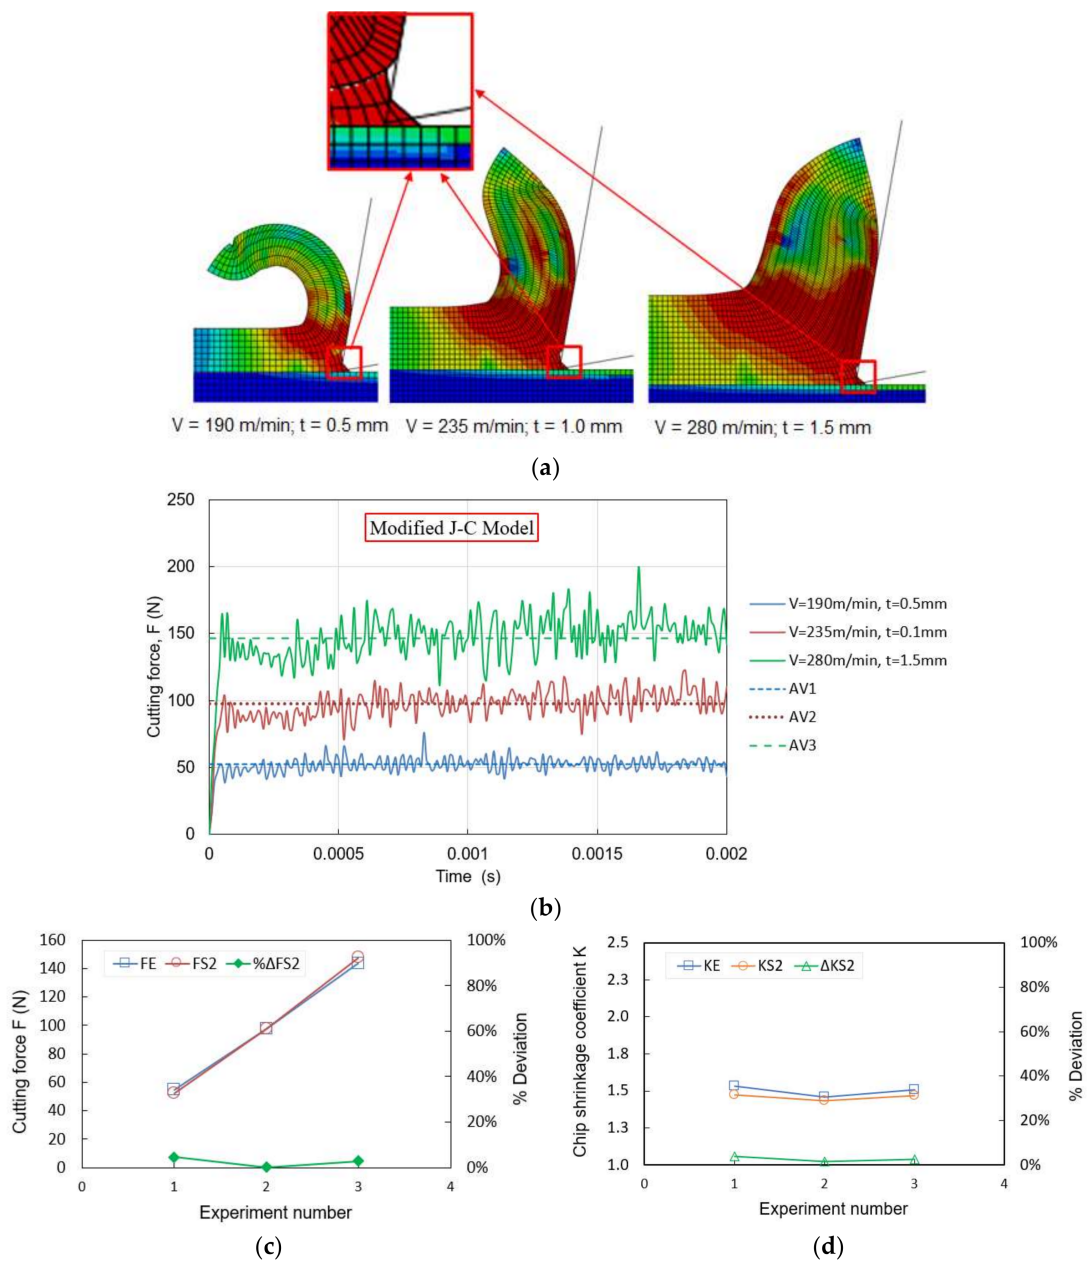 V = 190 m/min; t = 0.5 mm
V = 235 m/min; t = 1.0 mm
V = 280 m/min; t = 1.5 mm
(a)
250
200
150
100
50
0
Cutting force, F (N)
Modified J-C Model
0
0.0005
0.001
0.0015
0.002
Time (s)
V=190m/min, t=0.5mm
V=235m/min, t=0.1mm
V=280m/min, t=1.5mm
AV1
AV2
AV3
(b)
160
140
120
100
80
60
40
20
0
Cutting force F (N)
FE
FS2
%ΔFS2
100%
80%
60%
40%
20%
0%
% Deviation
0
1
2
3
4
Experiment number
(c)
2.5
2.3
2.0
1.8
1.5
1.3
1.0
Chip shrinkage coefficient K
KE
KS2
ΔKS2
100%
80%
60%
40%
20%
0%
% Deviation
0
1
2
3
4
Experiment number
(d)